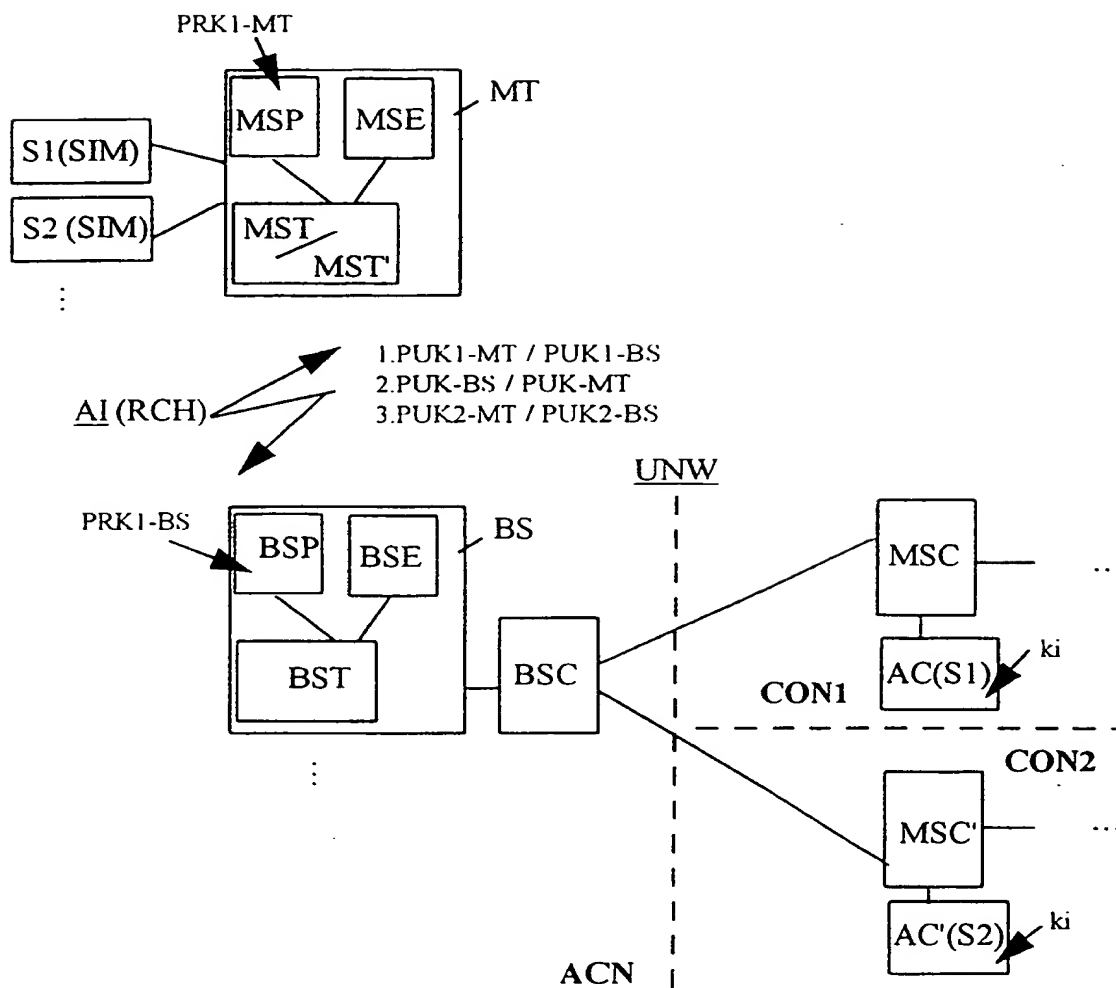 PRK1-MT
MT
MSP
MSE
S1(SIM)
S2 (SIM)
MST
MST'
⋮
1.PUK1-MT / PUK1-BS
2.PUK-BS / PUK-MT
3.PUK2-MT / PUK2-BS
AI (RCH)
UNW
PRK1-BS
BSP
BSE
BS
MSC
..
BST
BSC
AC(S1)
ki
CON1
CON2
⋮
MSC'
...
AC'(S2)
ki
ACN